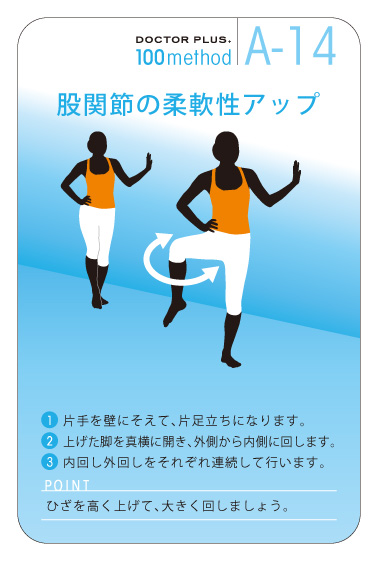 DOCTOR PLUS.
100method
A-14
股関節の柔軟性アップ
1 片手を壁にそえて、片足立ちになります。
2 上げた脚を真横に開き、外側から内側に回します。
3 内回し外回しをそれぞれ連続して行います。
POINT
ひざを高く上げて、大きく回しましょう。